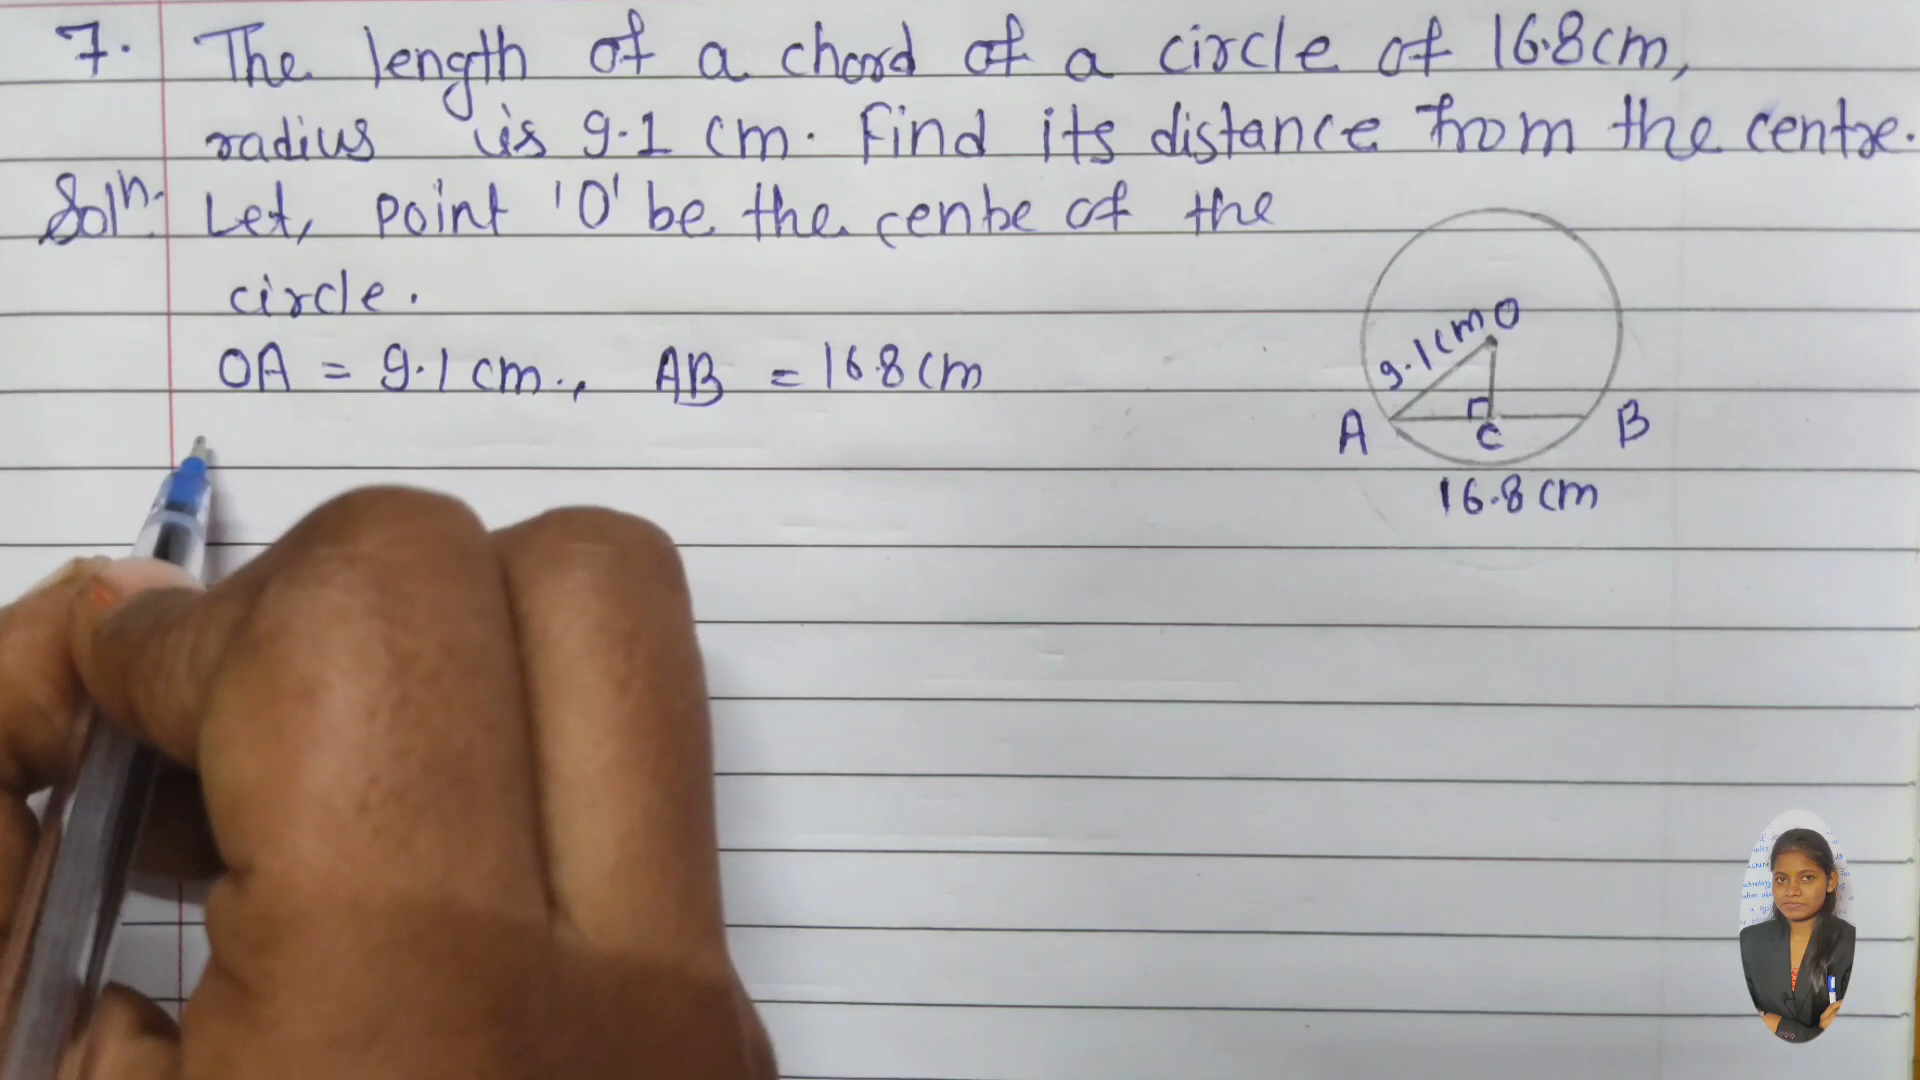 7. The length of a chord of a circle of 16.8cm,
radius is 9.1 cm. Find its distance from the centre.
Solⁿ. Let, point 'O' be the centre of the
circle.
OA = 9.1 cm., AB = 16.8cm
9.1cm O
A C B
16.8 cm